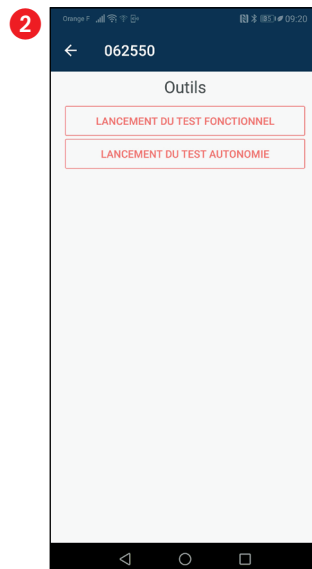 2
Orange F 09:20
062550
Outils
LANCEMENT DU TEST FONCTIONNEL
LANCEMENT DU TEST AUTONOMIE